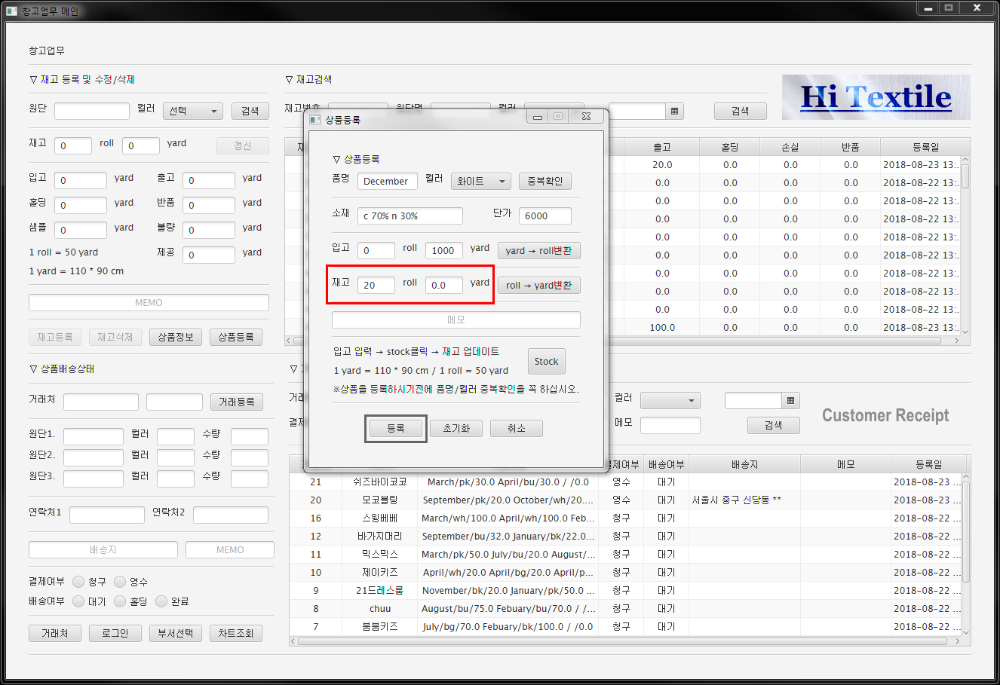 창고업무 메인
창고업무
▽ 재고 등록 및 수정/삭제
원단 컬러 선택 검색
재고 0 roll 0 yard 갱신
입고 0 yard 출고 0 yard
홀딩 0 yard 반품 0 yard
샘플 0 yard 불량 0 yard
1 roll = 50 yard 제공 0 yard
1 yard = 110 * 90 cm
MEMO
재고등록 재고삭제 상품정보 상품등록
▽ 상품배송상태
거래처 거래등록
원단1. 컬러 수량
원단2. 컬러 수량
원단3. 컬러 수량
연락처1 연락처2
배송지 MEMO
결제여부 청구 영수
배송여부 대기 홀딩 완료
거래처 로그인 부서선택 차트조회
▽ 재고검색
검색
Hi Textile
출고 홀딩 손실 반품 등록일
20.0 0.0 0.0 0.0 2018-08-23 13:.
0.0 0.0 0.0 0.0 2018-08-22 13:.
0.0 0.0 0.0 0.0 2018-08-22 13:.
0.0 0.0 0.0 0.0 2018-08-22 13:.
0.0 0.0 0.0 0.0 2018-08-22 13:.
0.0 0.0 0.0 0.0 2018-08-22 13:.
0.0 0.0 0.0 0.0 2018-08-22 13:.
0.0 0.0 0.0 0.0 2018-08-22 13:.
0.0 0.0 0.0 0.0 2018-08-22 13:.
100.0 0.0 0.0 0.0 2018-08-23 13:.
상품등록
▽ 상품등록
품명 December 컬러 화이트 중복확인
소재 c 70% n 30% 단가 6000
입고 0 roll 1000 yard yard → roll변환
재고 20 roll 0.0 yard roll → yard변환
메모
입고 입력 → stock클릭 → 재고 업데이트
1 yard = 110 * 90 cm / 1 roll = 50 yard
Stock
※상품을 등록하시기전에 품명/컬러 중복확인을 꼭 하십시오.
등록 초기화 취소
컬러
메모 검색
Customer Receipt
배송여부 배송지 메모 등록일
21 쉬즈바이코코 March/pk/30.0 April/bu/30.0 / /0.0 영수 대기 2018-08-23 ...
20 모코블링 September/pk/20.0 October/wh/20.... 영수 대기 서울시 중구 신당동 ** 2018-08-22 ...
16 스윙베베 March/wh/100.0 April/wh/100.0 Feb... 청구 대기 2018-08-22 ...
12 바가지머리 September/bu/32.0 January/bk/22.0... 청구 대기 2018-08-22 ...
11 믹스믹스 March/pk/50.0 July/bu/20.0 August/... 청구 대기 2018-08-22 ...
10 제이키즈 April/wh/20.0 April/bg/20.0 April/p... 청구 대기 2018-08-22 ...
9 21드레스룸 November/bk/20.0 January/pk/50.0 ... 청구 대기 2018-08-22 ...
8 chuu August/bu/75.0 Febuary/bu/70.0 / /... 청구 대기 2018-08-22 ...
7 붐붐키즈 July/bg/70.0 Febuary/bk/100.0 / /0.0 청구 대기 2018-08-22 ...